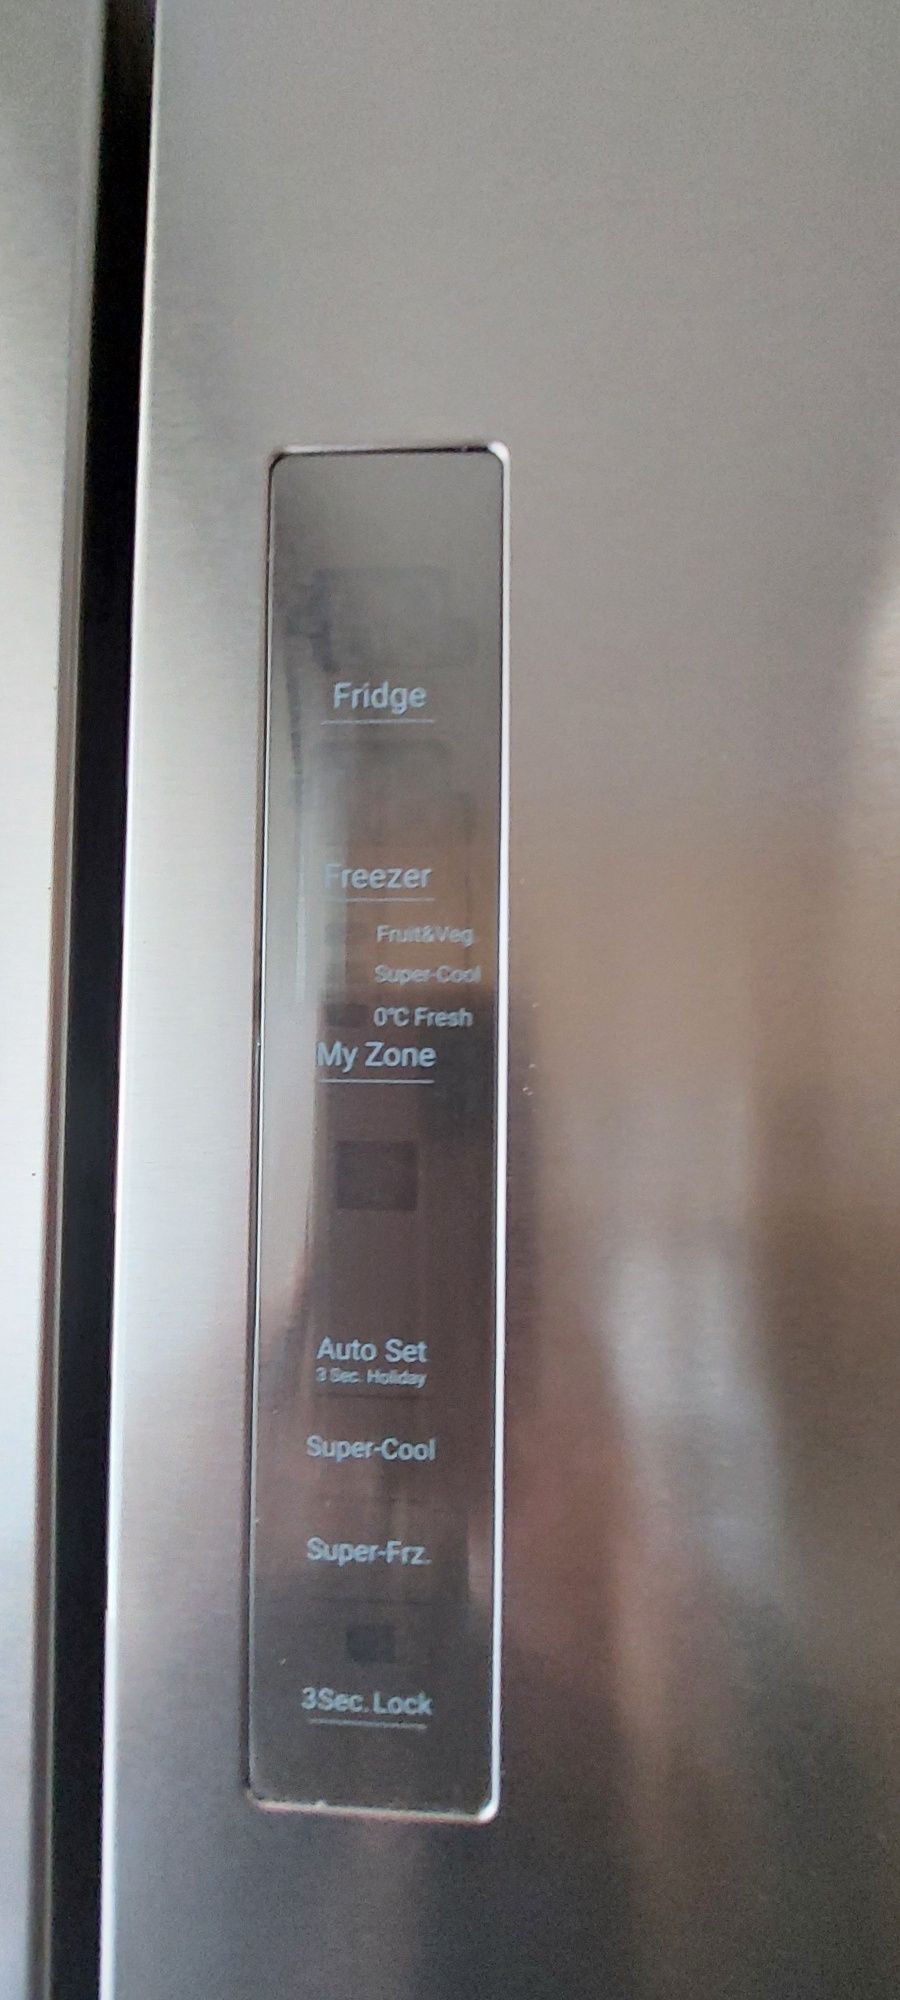 Fridge
Freezer
Fruit&Veg.
Super-Cool
0°C Fresh
My Zone
Auto Set
3 Sec. Holiday
Super-Cool
Super-Frz.
3Sec. Lock